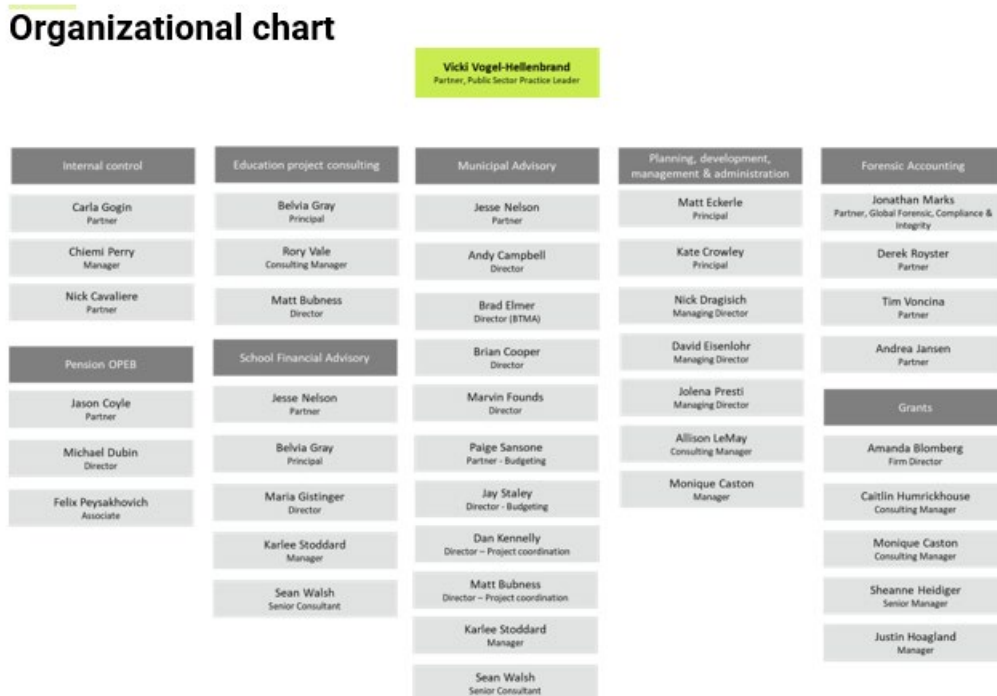 Organizational chart
Vicki Vogel-Hellenbrand
Partner, Public Sector Practice Leader
Internal control
Carla Gogin
Partner
Chiemi Perry
Manager
Nick Cavaliere
Partner
Pension OPEB
Jason Coyle
Partner
Michael Dubin
Director
Felix Peysakhovich
Associate
Education project consulting
Belvia Gray
Principal
Rory Vale
Consulting Manager
Matt Bubness
Director
School Financial Advisory
Jesse Nelson
Partner
Belvia Gray
Principal
Maria Gistinger
Director
Karlee Stoddard
Manager
Sean Walsh
Senior Consultant
Municipal Advisory
Jesse Nelson
Partner
Andy Campbell
Director
Brad Elmer
Director (BTMA)
Brian Cooper
Director
Marvin Founds
Director
Paige Sansone
Partner - Budgeting
Jay Staley
Director - Budgeting
Dan Kennelly
Director – Project coordination
Matt Bubness
Director – Project coordination
Karlee Stoddard
Manager
Sean Walsh
Senior Consultant
Planning, development,
management & administration
Matt Eckerle
Principal
Kate Crowley
Principal
Nick Dragisich
Managing Director
David Eisenlohr
Managing Director
Jolena Presti
Managing Director
Allison LeMay
Consulting Manager
Monique Caston
Manager
Forensic Accounting
Jonathan Marks
Partner, Global Forensic, Compliance &
Integrity
Derek Royster
Partner
Tim Voncina
Partner
Andrea Jansen
Partner
Grants
Amanda Blomberg
Firm Director
Caitlin Humrickhouse
Consulting Manager
Monique Caston
Consulting Manager
Sheanne Heidiger
Senior Manager
Justin Hoagland
Manager